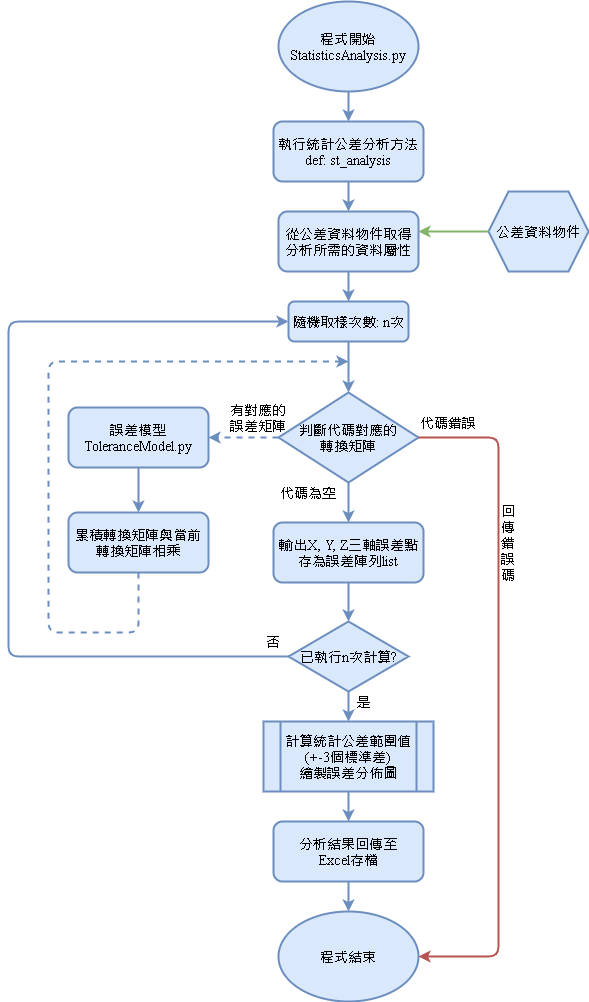 程式開始
StatisticsAnalysis.py
執行統計公差分析方法
def: st_analysis
從公差資料物件取得
分析所需的資料屬性
公差資料物件
隨機取樣次數: n次
有對應的
誤差矩陣
判斷代碼對應的
轉換矩陣
代碼錯誤
誤差模型
ToleranceModel.py
代碼為空
回傳錯誤碼
累積轉換矩陣與當前
轉換矩陣相乘
輸出X, Y, Z三軸誤差點
存為誤差陣列list
否
已執行n次計算?
是
計算統計公差範圍值
(+-3個標準差)
繪製誤差分佈圖
分析結果回傳至
Excel存檔
程式結束